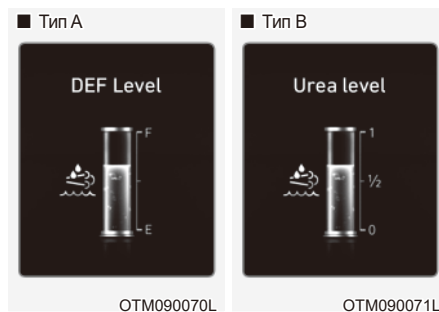 ■ Тип A
DEF Level
F
E
OTM090070L
■ Тип B
Urea level
1
½
0
OTM090071L